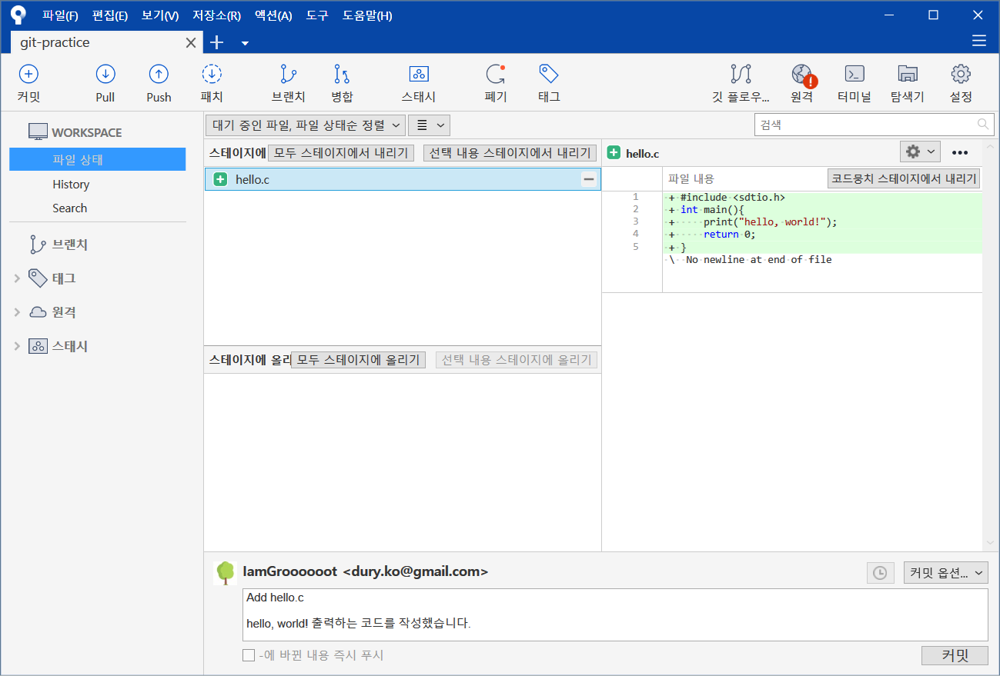 파일(F) 편집(E) 보기(V) 저장소(R) 액션(A) 도구 도움말(H)
git-practice
커밋 Pull Push 패치 브랜치 병합 스태시 폐기 태그 깃 플로우... 원격 터미널 탐색기 설정
WORKSPACE
파일 상태
History
Search
브랜치
태그
원격
스태시
대기 중인 파일, 파일 상태순 정렬
검색
스테이지에 모두 스테이지에서 내리기 선택 내용 스테이지에서 내리기
hello.c
스테이지에 올리 모두 스테이지에 올리기 선택 내용 스테이지에 올리기
hello.c
파일 내용 코드뭉치 스테이지에서 내리기
1 + #include <sdtio.h>
2 + int main(){
3 + print("hello, world!");
4 + return 0;
5 + }
\ No newline at end of file
IamGroooooot <dury.ko@gmail.com>
커밋 옵션...
Add hello.c
hello, world! 출력하는 코드를 작성했습니다.
-에 바뀐 내용 즉시 푸시
커밋